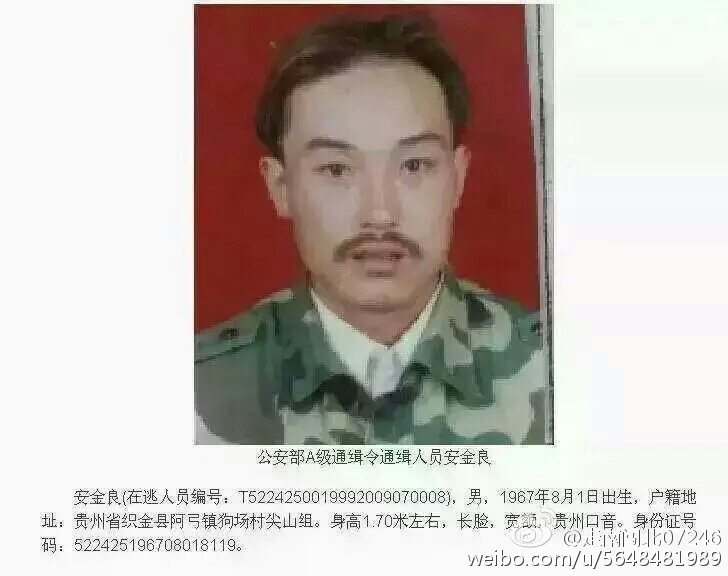 公安部A级通缉令通缉人员安金良
安金良(在逃人员编号：T5224250019992009070008)，男，1967年8月1日出生，户籍地
址：贵州省织金县阿弓镇狗场村尖山组。身高1.70米左右，长脸，宽额，贵州口音。身份证号
码：522425196708018119。
weibo.com/u/5648481989